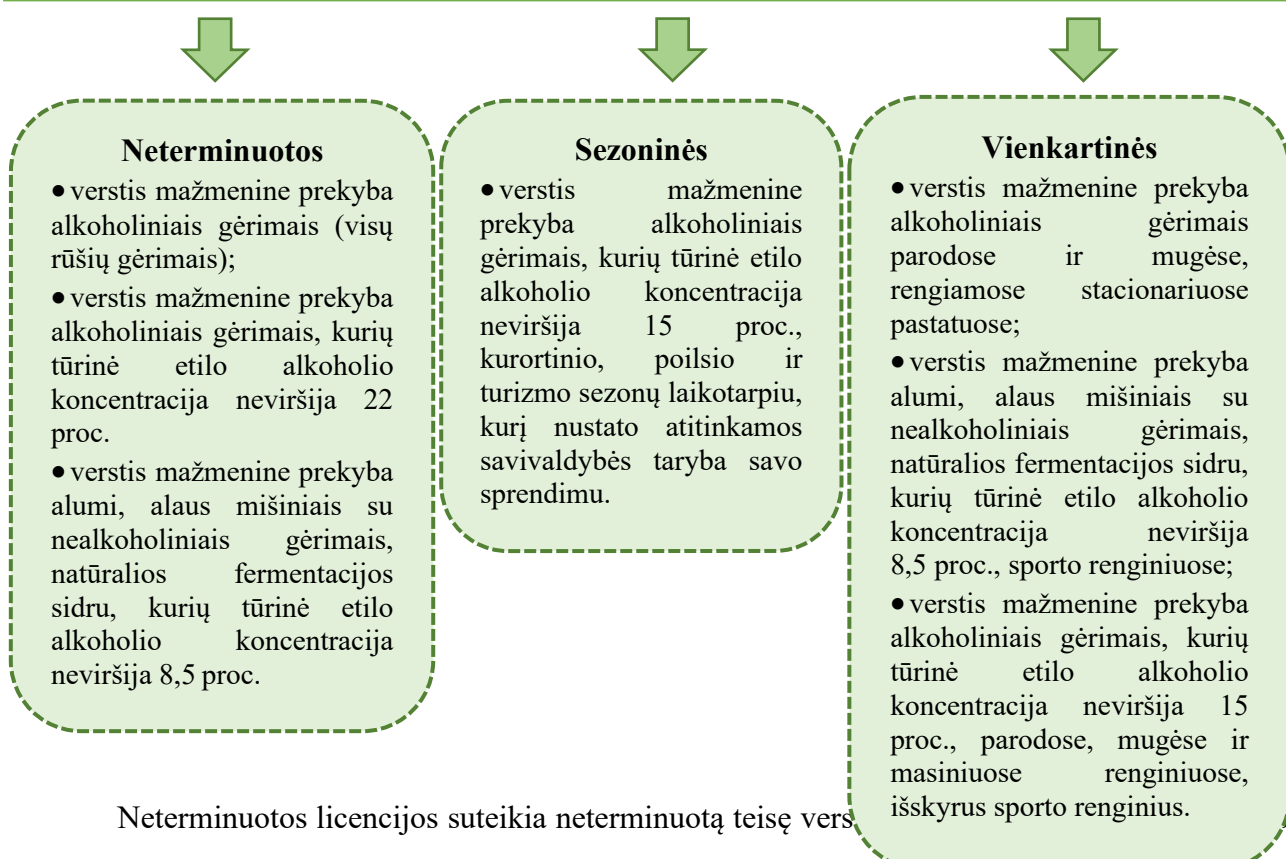 Neterminuotos
• verstis mažmenine prekyba
alkoholiniais gėrimais (visų
rūšių gėrimais);
• verstis mažmenine prekyba
alkoholiniais gėrimais, kurių
tūrinė etilo alkoholio
koncentracija neviršija 22
proc.
• verstis mažmenine prekyba
alumi, alaus mišiniais su
nealkoholiniais gėrimais,
natūralios fermentacijos
sidru, kurių tūrinė etilo
alkoholio koncentracija
neviršija 8,5 proc.
Sezoninės
• verstis mažmenine
prekyba alkoholiniais
gėrimais, kurių tūrinė etilo
alkoholio koncentracija
neviršija 15 proc.,
kurortinio, poilsio ir
turizmo sezonų laikotarpiu,
kurį nustato atitinkamos
savivaldybės taryba savo
sprendimu.
Vienkartinės
• verstis mažmenine prekyba
alkoholiniais gėrimais
parodose ir mugėse,
rengiamose stacionariuose
pastatuose;
• verstis mažmenine prekyba
alumi, alaus mišiniais su
nealkoholiniais gėrimais,
natūralios fermentacijos sidru,
kurių tūrinė etilo alkoholio
koncentracija neviršija
8,5 proc., sporto renginiuose;
• verstis mažmenine prekyba
alkoholiniais gėrimais, kurių
tūrinė etilo alkoholio
koncentracija neviršija 15
proc., parodose, mugėse ir
masiniuose renginiuose,
išskyrus sporto renginius.
Neterminuotos licencijos suteikia neterminuotą teisę vers